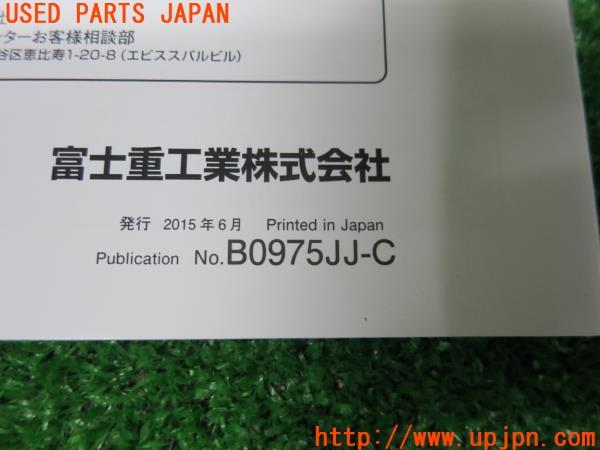 USED PARTS JAPAN
社
ターお客様相談部
谷区恵比寿1-20-8（エビススバルビル）
富士重工業株式会社
発行 2015年6月 Printed in Japan
Publication No.B0975JJ-C
http://www.upjpn.com/